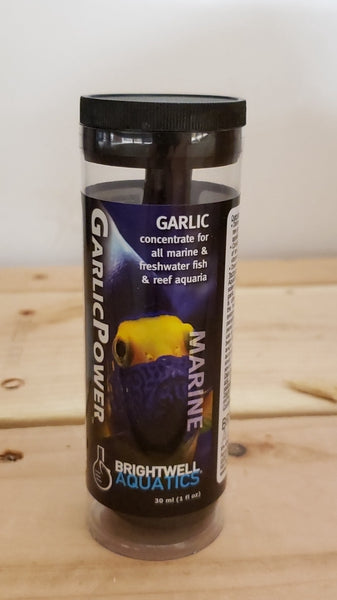 GARLIC
concentrate for
all marine &
freshwater fish
& reef aquaria
GARLICPOWER
MARINE
BRIGHTWELL
AQUATICS
30 ml (1 fl oz)